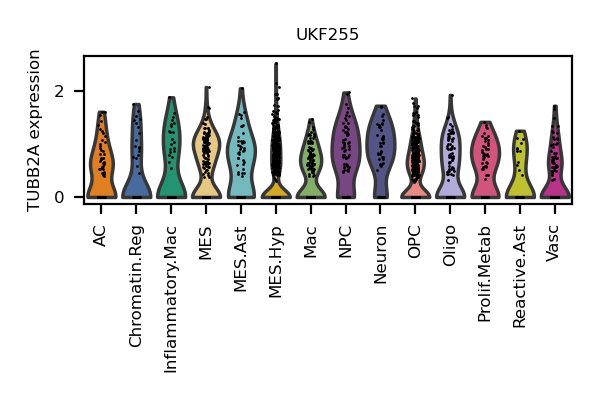 UKF255
TUBB2A expression
2
0
AC
Chromatin.Reg
Inflammatory.Mac
MES
MES.Ast
MES.Hyp
Mac
NPC
Neuron
OPC
Oligo
Prolif.Metab
Reactive.Ast
Vasc